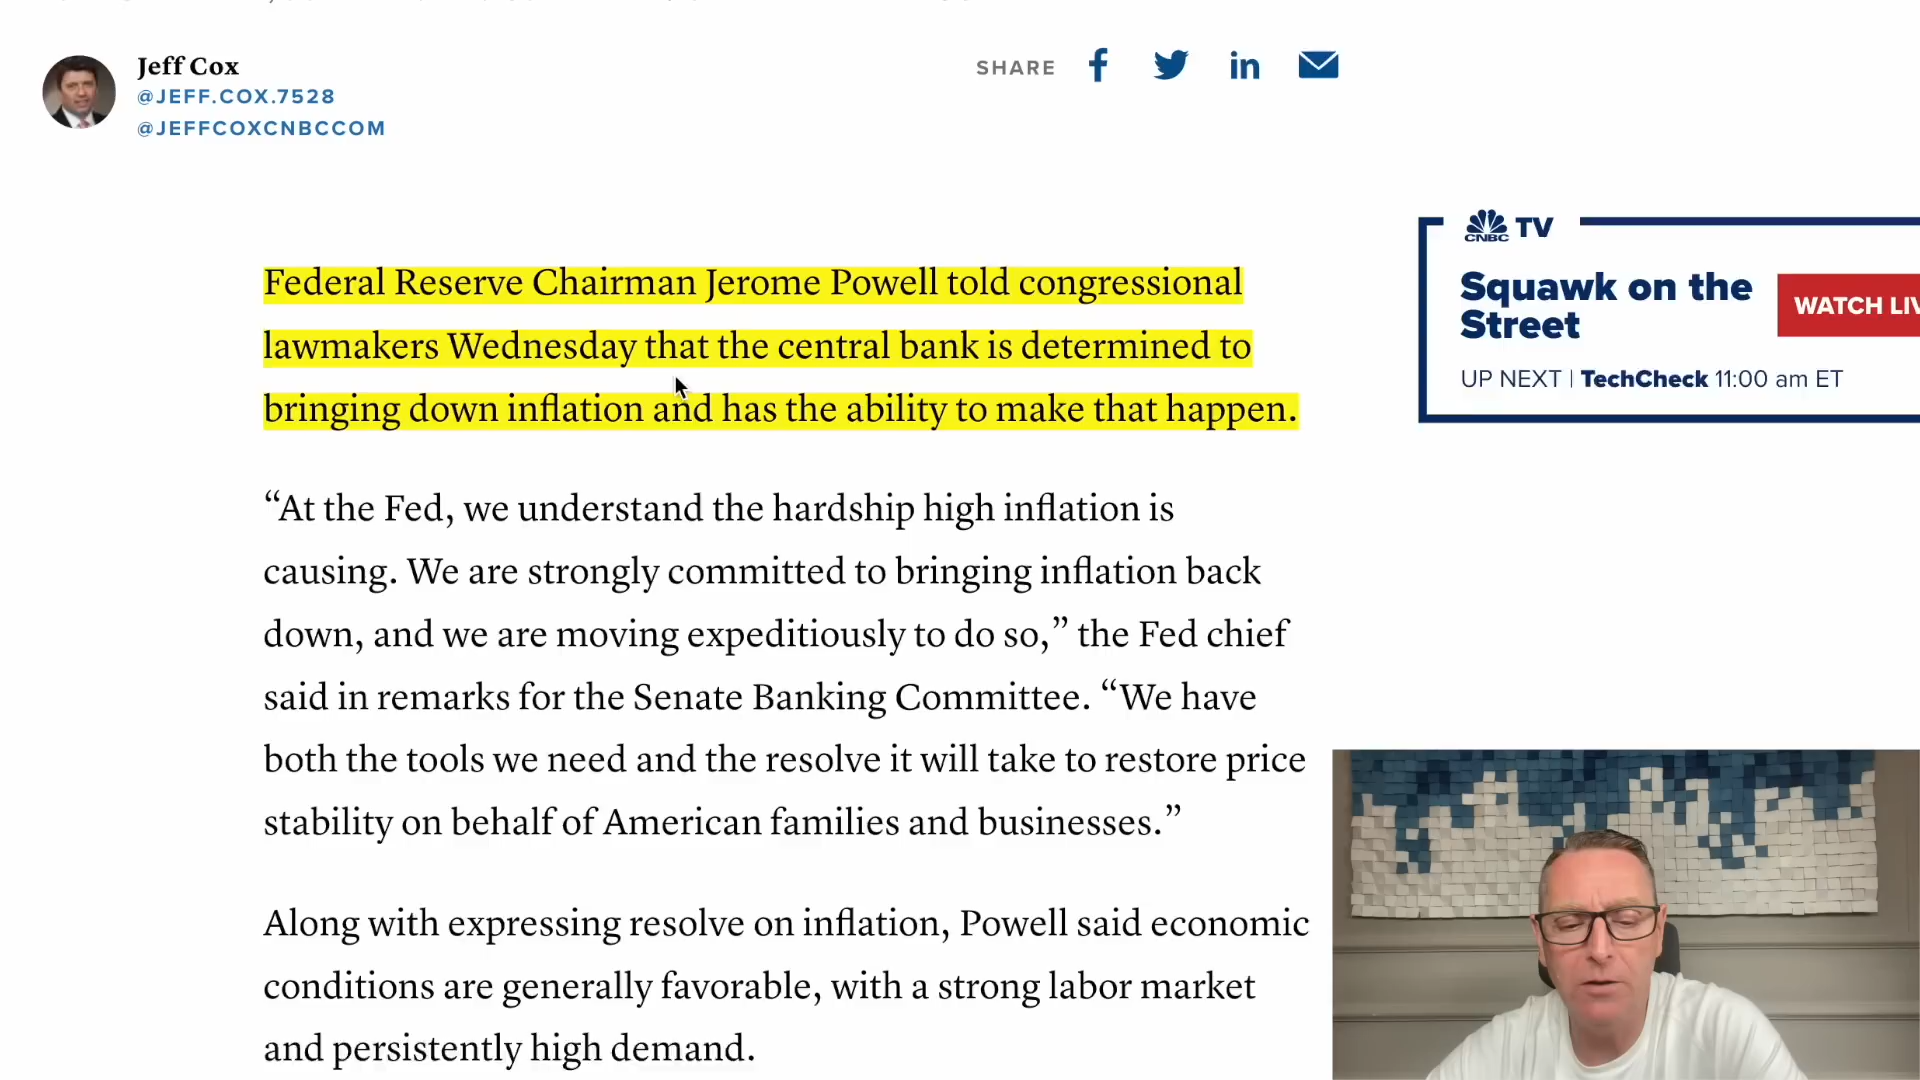 Jeff Cox
@JEFF.COX.7528
@JEFFCOXCNBCCOM
SHARE
Federal Reserve Chairman Jerome Powell told congressional
lawmakers Wednesday that the central bank is determined to
bringing down inflation and has the ability to make that happen.
“At the Fed, we understand the hardship high inflation is
causing. We are strongly committed to bringing inflation back
down, and we are moving expeditiously to do so,” the Fed chief
said in remarks for the Senate Banking Committee. “We have
both the tools we need and the resolve it will take to restore price
stability on behalf of American families and businesses.”
Along with expressing resolve on inflation, Powell said economic
conditions are generally favorable, with a strong labor market
and persistently high demand.
CNBC TV
Squawk on the
Street
WATCH LIV
UP NEXT | TechCheck 11:00 am ET